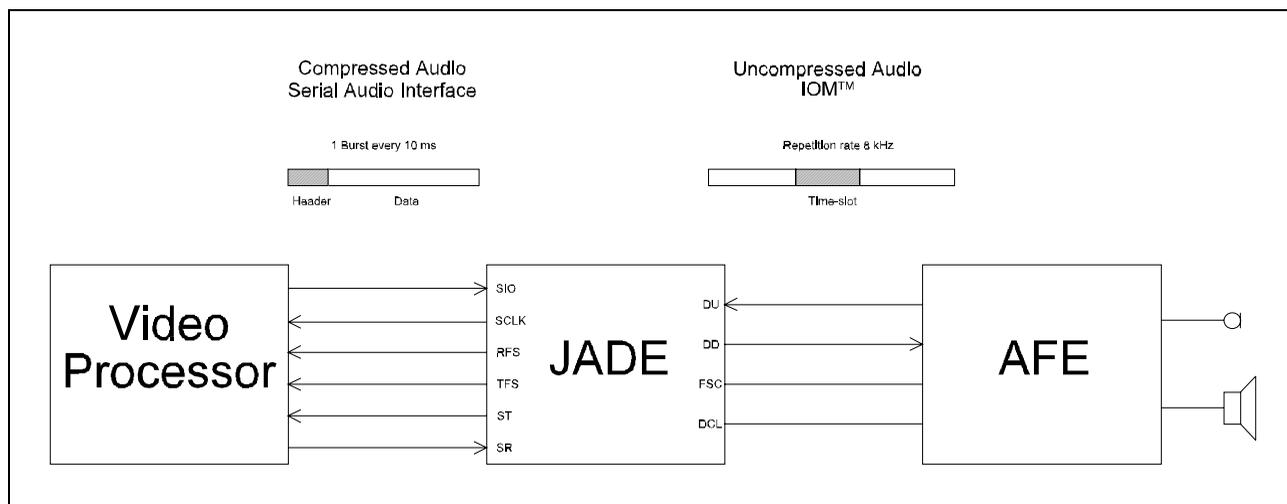 Compressed Audio
Serial Audio Interface
Uncompressed Audio
IOM™
1 Burst every 10 ms
Repetition rate 8 kHz
Header
Data
Time-slot
Video
Processor
SIO
SCLK
RFS
TFS
ST
SR
JADE
DU
DD
FSC
DCL
AFE